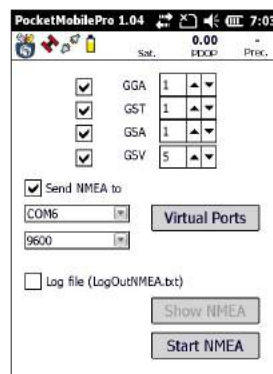 PocketMobilePro 1.04 7:03
0.00 -
Sat. PDOP Prec.
GGA 1
GST 1
GSA 1
GSV 5
Send NMEA to
COM6
Virtual Ports
9600
Log file (LogOutNMEA.txt)
Show NMEA
Start NMEA